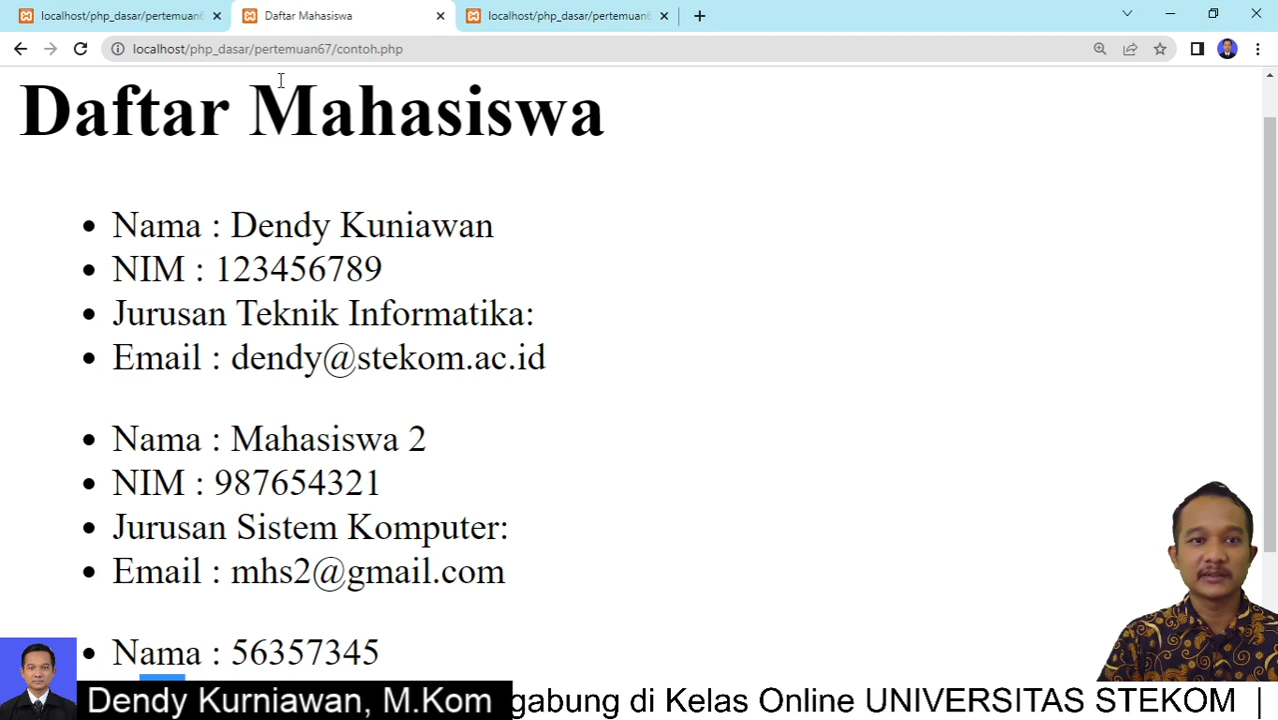 localhost/php_dasar/pertemuan6
Daftar Mahasiswa
localhost/php_dasar/pertemuan6
localhost/php_dasar/pertemuan67/contoh.php
Daftar Mahasiswa
• Nama : Dendy Kuniawan
• NIM : 123456789
• Jurusan Teknik Informatika:
• Email : dendy@stekom.ac.id
• Nama : Mahasiswa 2
• NIM : 987654321
• Jurusan Sistem Komputer:
• Email : mhs2@gmail.com
• Nama : 56357345
Dendy Kurniawan, M.Kom
gabung di Kelas Online UNIVERSITAS STEKOM |